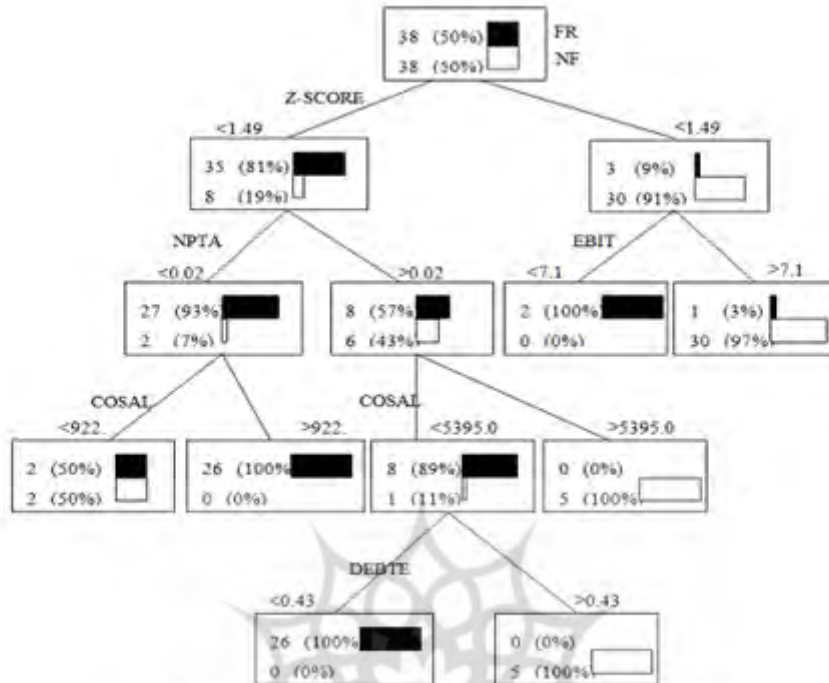 38 (50%) FR
38 (50%) NF
Z-SCORE
<1.49 <1.49
35 (81%) 3 (9%)
8 (19%) 30 (91%)
NPTA EBIT
<0.02 >0.02 <7.1 >7.1
27 (93%) 8 (57%) 2 (100%) 1 (3%)
2 (7%) 6 (43%) 0 (0%) 30 (97%)
COSAL COSAL
<922. >922. <5395.0 >5395.0
2 (50%) 26 (100% 8 (89%) 0 (0%)
2 (50%) 0 (0%) 1 (11%) 5 (100%)
DEBTE
<0.43 >0.43
26 (100% 0 (0%)
0 (0%) 5 (100%)